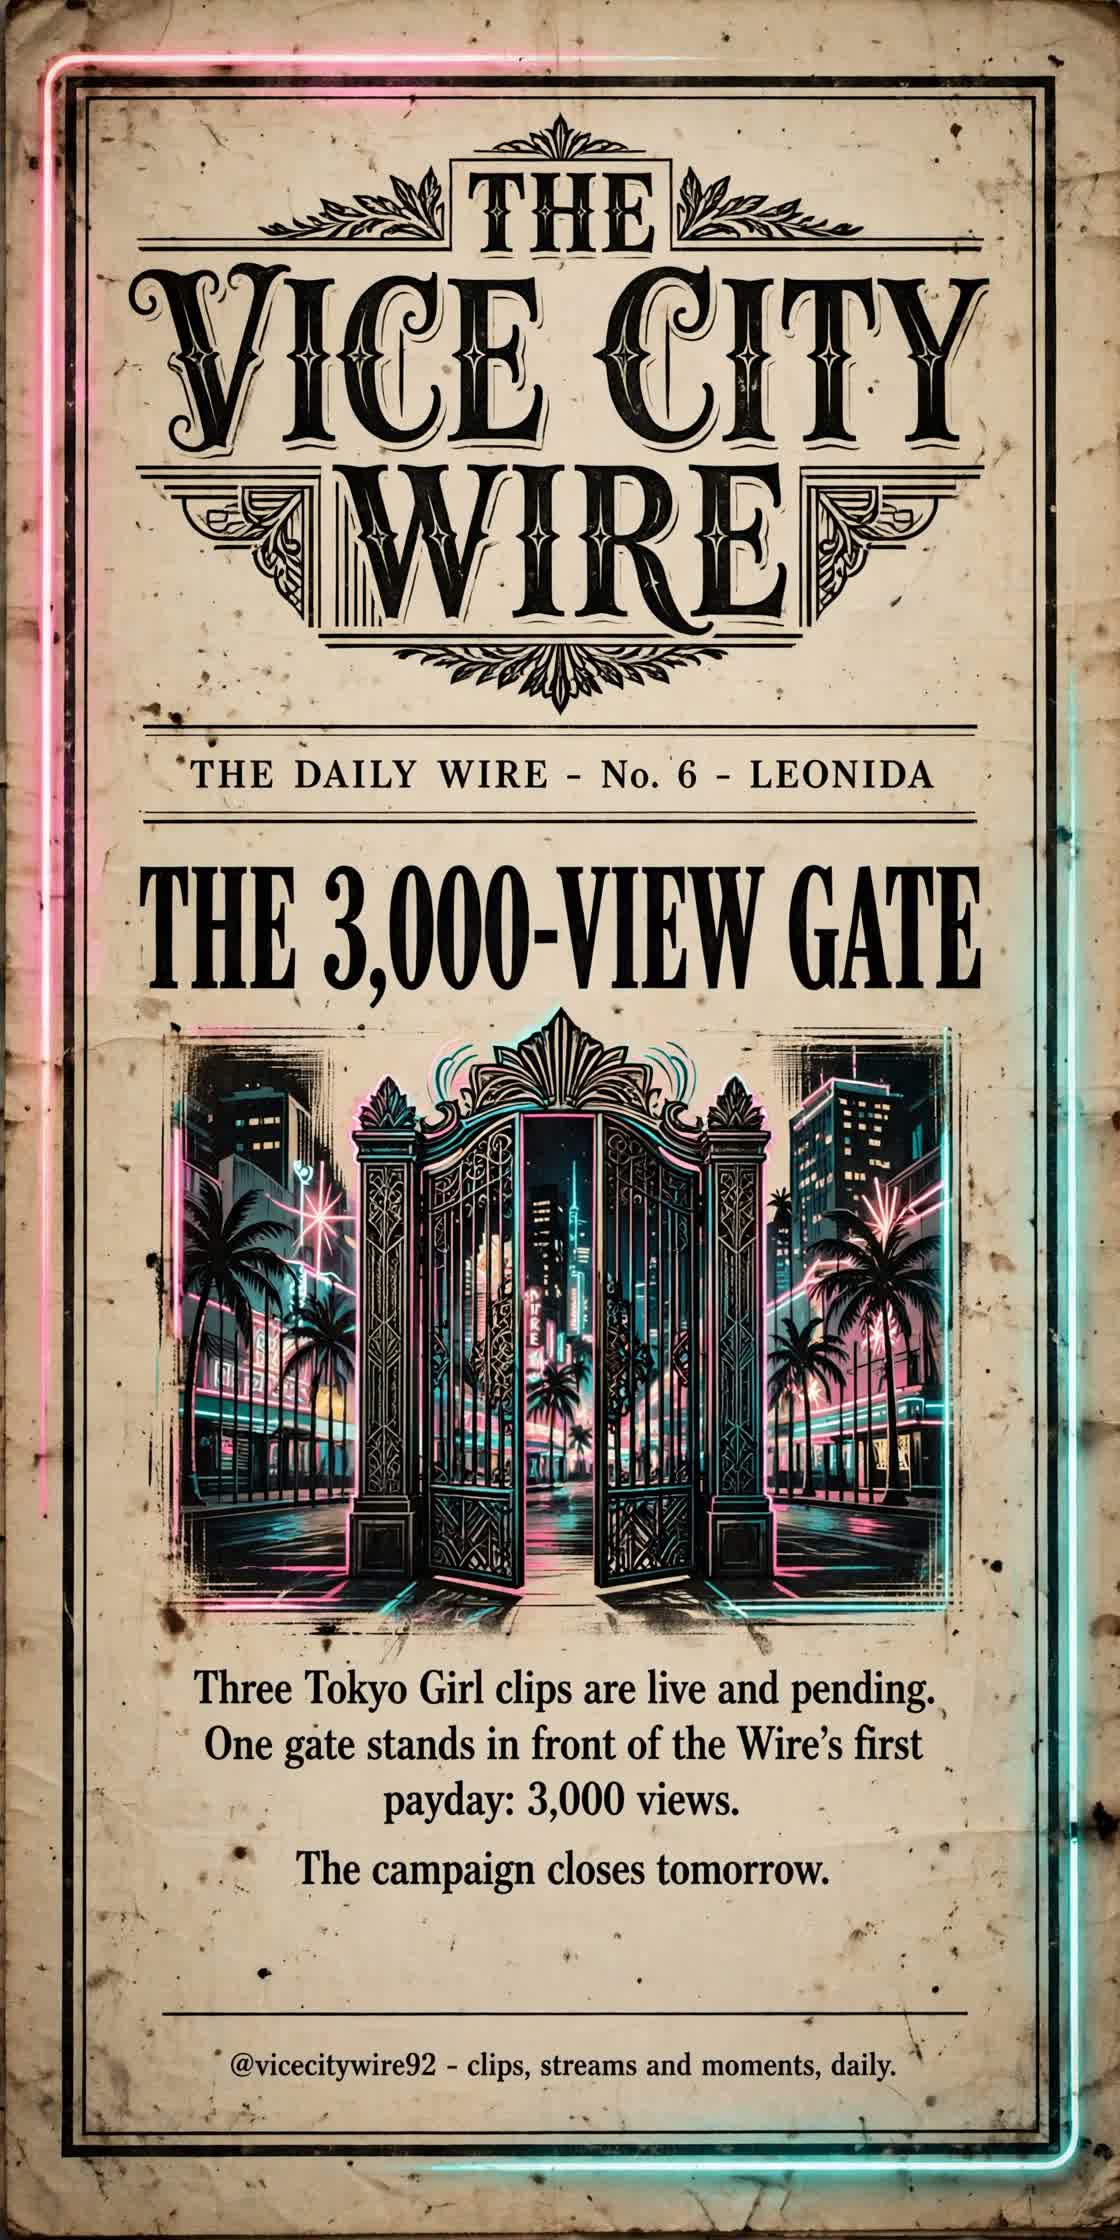 THE
VICE CITY
WIRE
THE DAILY WIRE - No. 6 - LEONIDA
THE 3,000-VIEW GATE
Three Tokyo Girl clips are live and pending.
One gate stands in front of the Wire’s first
payday: 3,000 views.
The campaign closes tomorrow.
@vicecitywire92 - clips, streams and moments, daily.